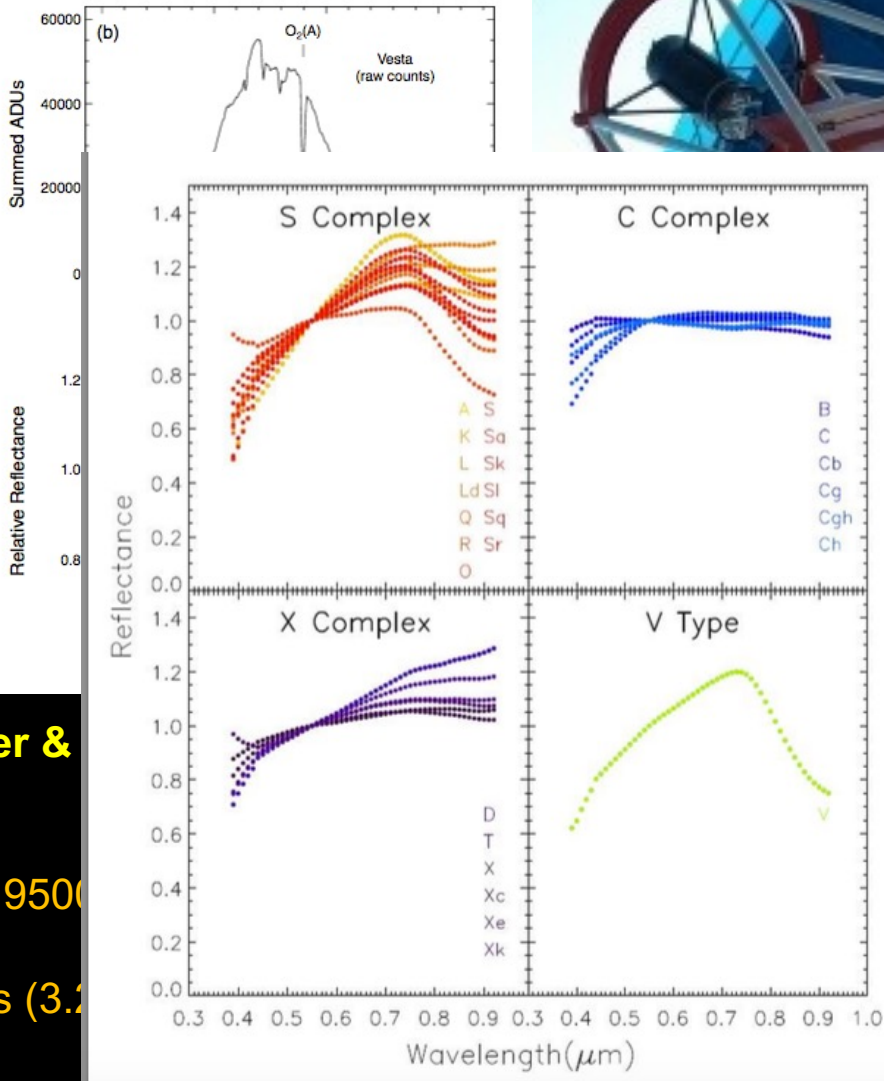 60000
(b)
O₂(A)
Vesta
(raw counts)
40000
Summed ADUs
20000
0
1.2
1.0
0.8
Relative Reflectance
er &
9500
s (3.2
Reflectance
S Complex
1.4
1.2
1.0
0.8
0.6
0.4
0.2
0.0
A S
K Sa
L Sk
Ld Sl
Q Sq
R Sr
O
C Complex
B
C
Cb
Cg
Cgh
Ch
X Complex
1.4
1.2
1.0
0.8
0.6
0.4
0.2
0.0
D
T
X
Xc
Xe
Xk
V Type
V
0.3 0.4 0.6 0.7 0.8 0.9 0.3 0.4 0.6 0.7 0.8 0.9 1.0
Wavelength(μm)